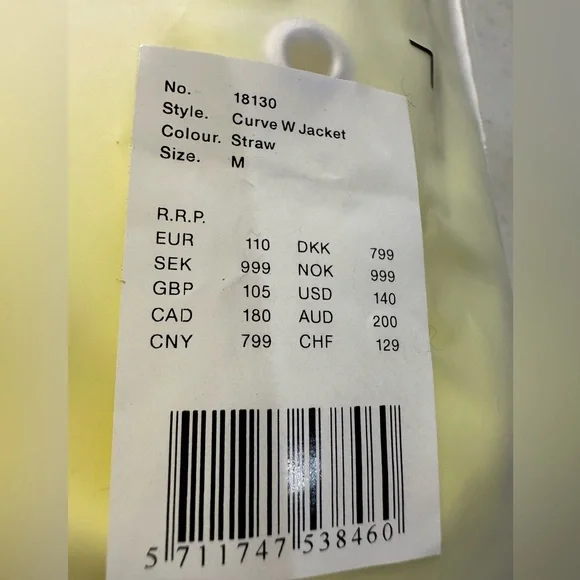 No. 18130
Style. Curve W Jacket
Colour. Straw
Size. M
R.R.P.
EUR 110 DKK 799
SEK 999 NOK 999
GBP 105 USD 140
CAD 180 AUD 200
CNY 799 CHF 129
5 711747 538460